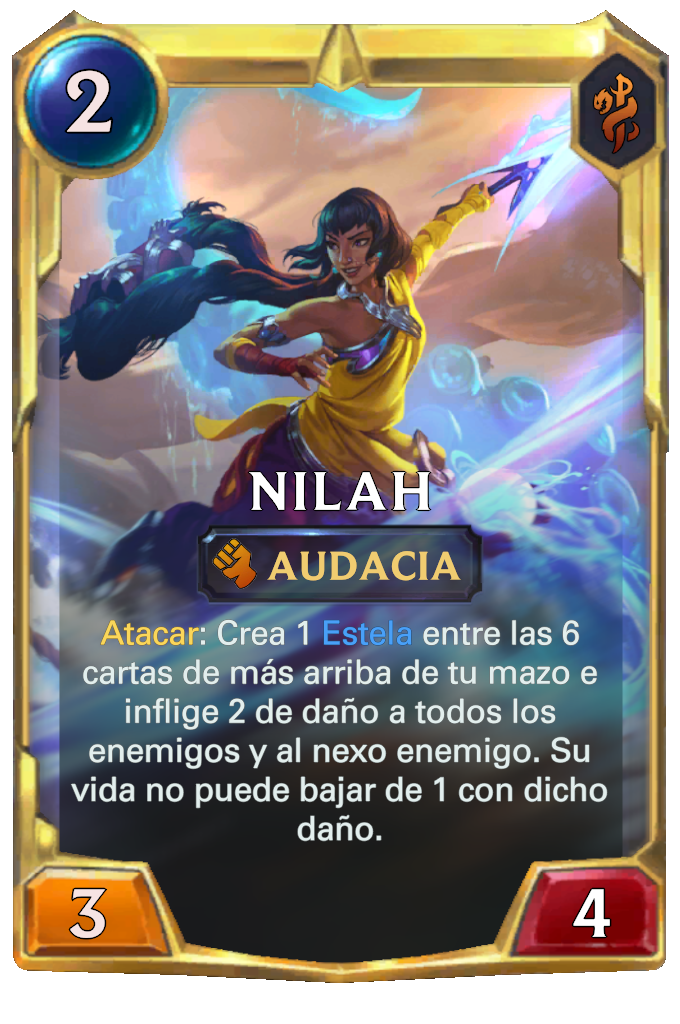 2
NILAH
AUDACIA
Atacar: Crea 1 Estela entre las 6
cartas de más arriba de tu mazo e
inflige 2 de daño a todos los
enemigos y al nexo enemigo. Su
vida no puede bajar de 1 con dicho
daño.
3
4